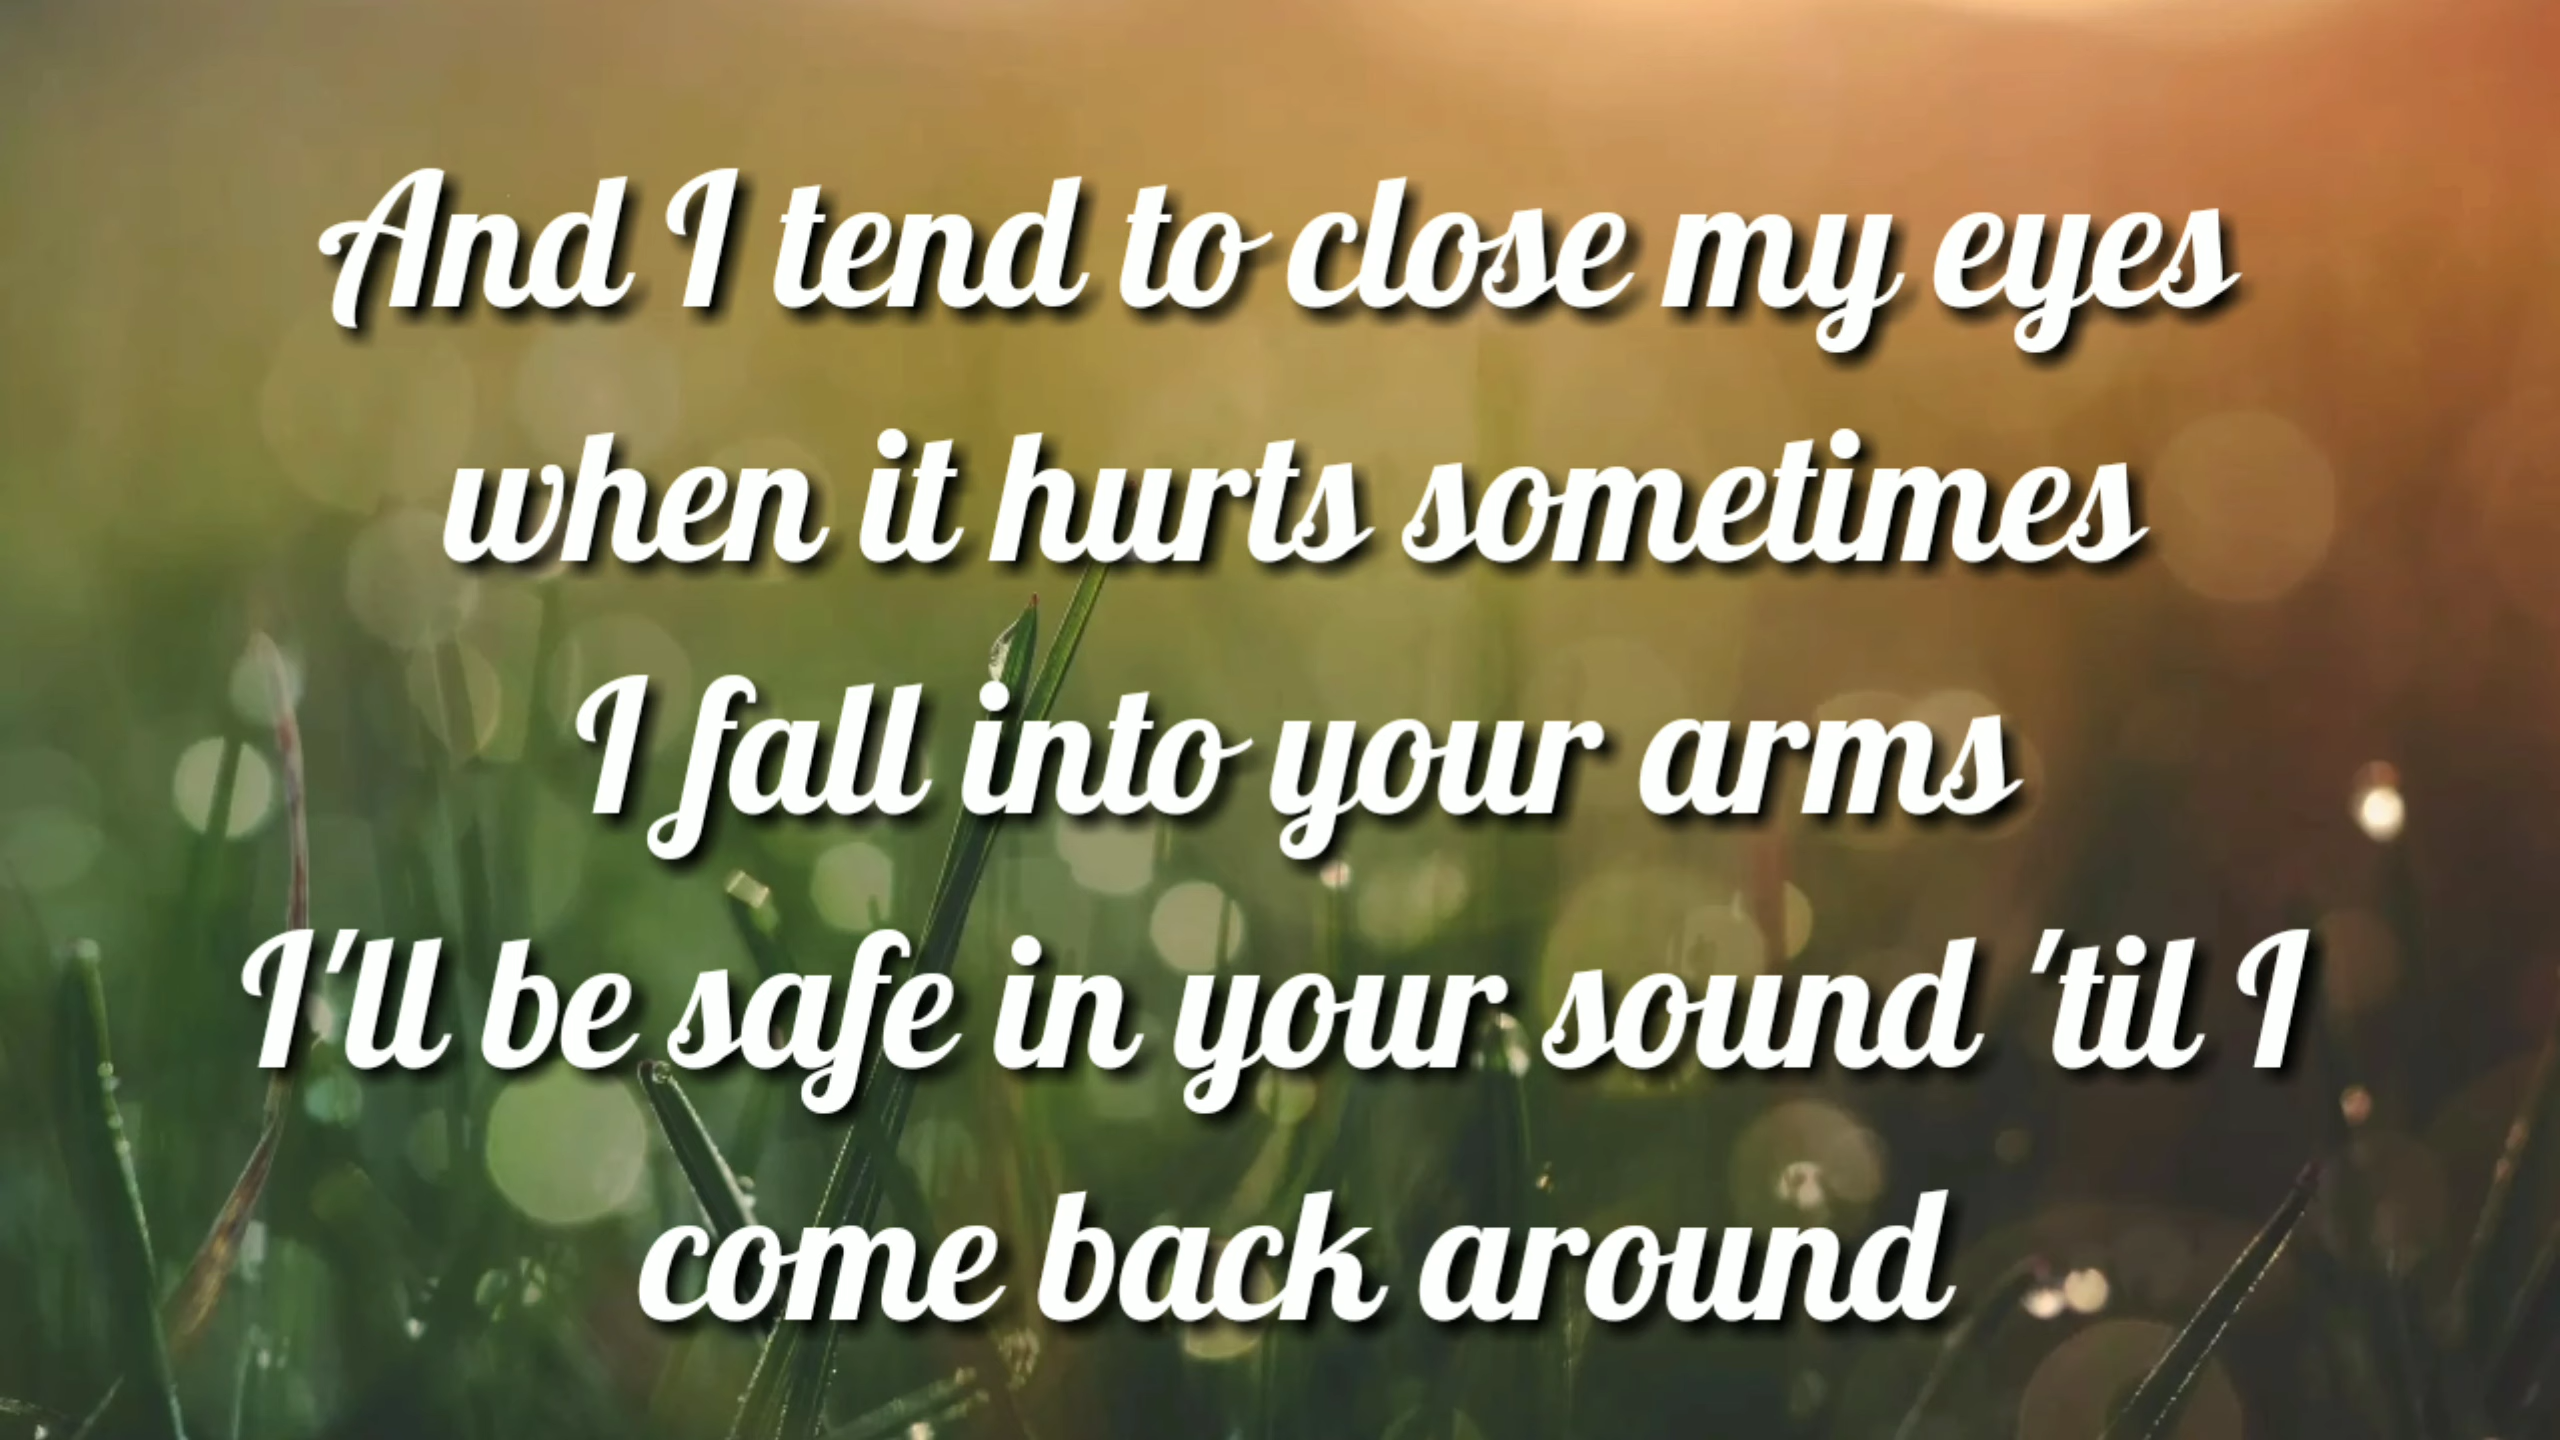 And I tend to close my eyes
when it hurts sometimes
I fall into your arms
I'll be safe in your sound 'til I
come back around